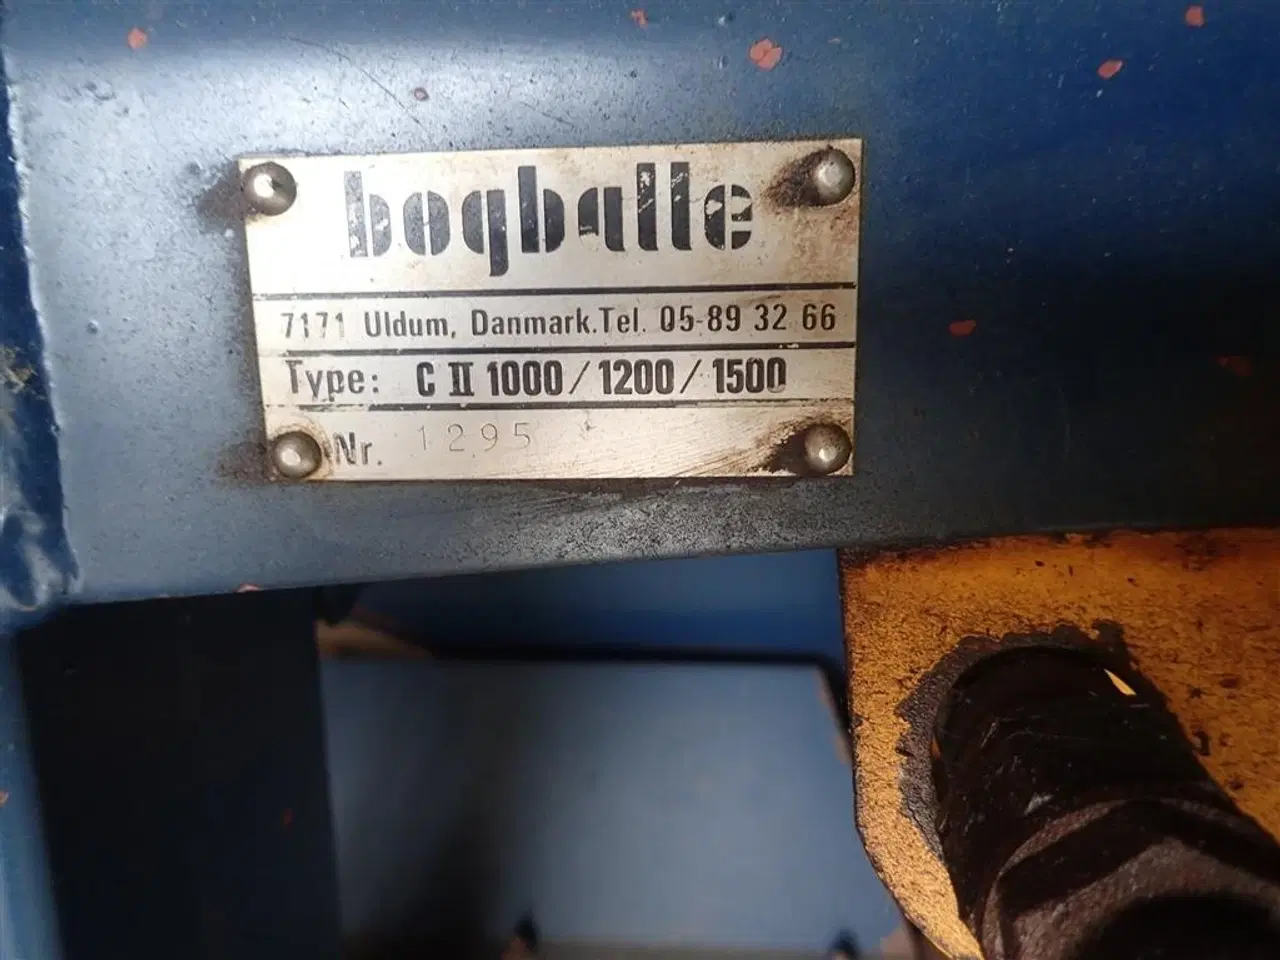 bogballe
7171 Uldum, Danmark. Tel. 05-89 32 66
Type: C II 1000/1200/1500
Nr. 1295